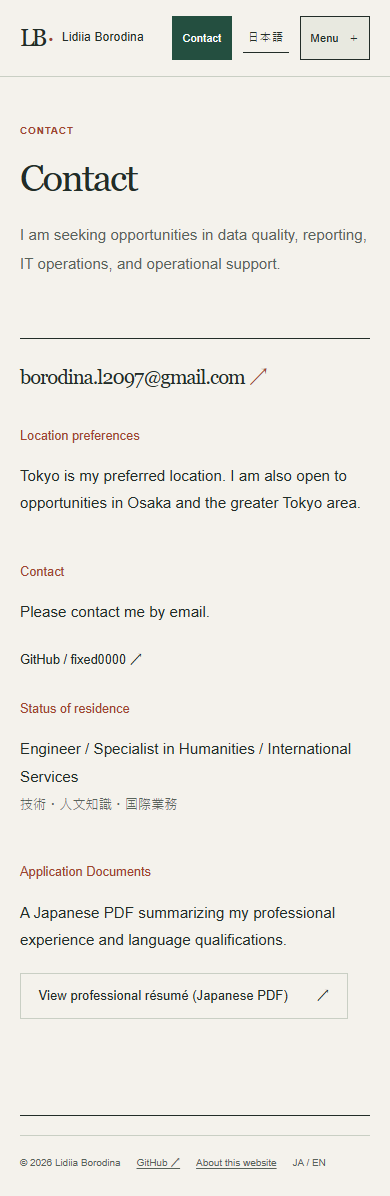 LB· Lidiia Borodina Contact 日本語 Menu +
CONTACT
Contact
I am seeking opportunities in data quality, reporting,
IT operations, and operational support.
borodina.l2097@gmail.com ↗
Location preferences
Tokyo is my preferred location. I am also open to
opportunities in Osaka and the greater Tokyo area.
Contact
Please contact me by email.
GitHub / fixed0000 ↗
Status of residence
Engineer / Specialist in Humanities / International
Services
技術・人文知識・国際業務
Application Documents
A Japanese PDF summarizing my professional
experience and language qualifications.
View professional résumé (Japanese PDF) ↗
© 2026 Lidiia Borodina GitHub ↗ About this website JA / EN